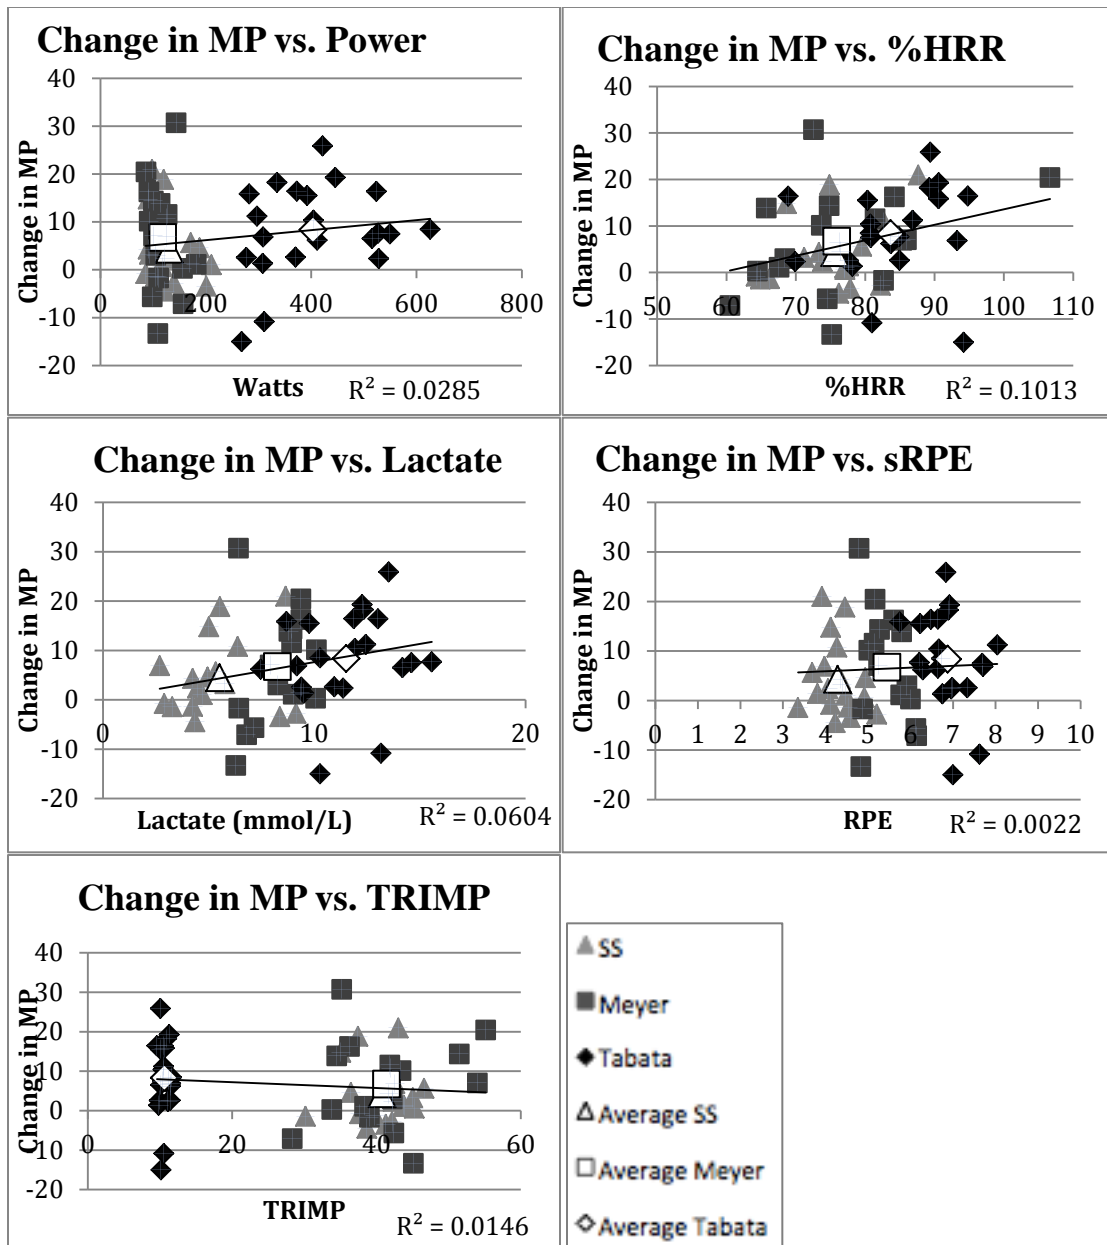 Change in MP vs. Power
Change in MP
40
30
20
10
0
-10
-20
0
200
400
600
800
Watts
R² = 0.0285
Change in MP vs. %HRR
Change in MP
40
30
20
10
0
-10
-20
50
60
70
80
90
100
110
%HRR
R² = 0.1013
Change in MP vs. Lactate
Change in MP
40
30
20
10
0
-10
-20
0
10
20
Lactate (mmol/L)
R² = 0.0604
Change in MP vs. sRPE
Change in MP
40
30
20
10
0
-10
-20
0 1 2 3 4 5 6 7 8 9 10
RPE
R² = 0.0022
Change in MP vs. TRIMP
Change in MP
40
30
20
10
0
-10
-20
0
20
40
60
TRIMP
R² = 0.0146
SS
Meyer
Tabata
Average SS
Average Meyer
Average Tabata